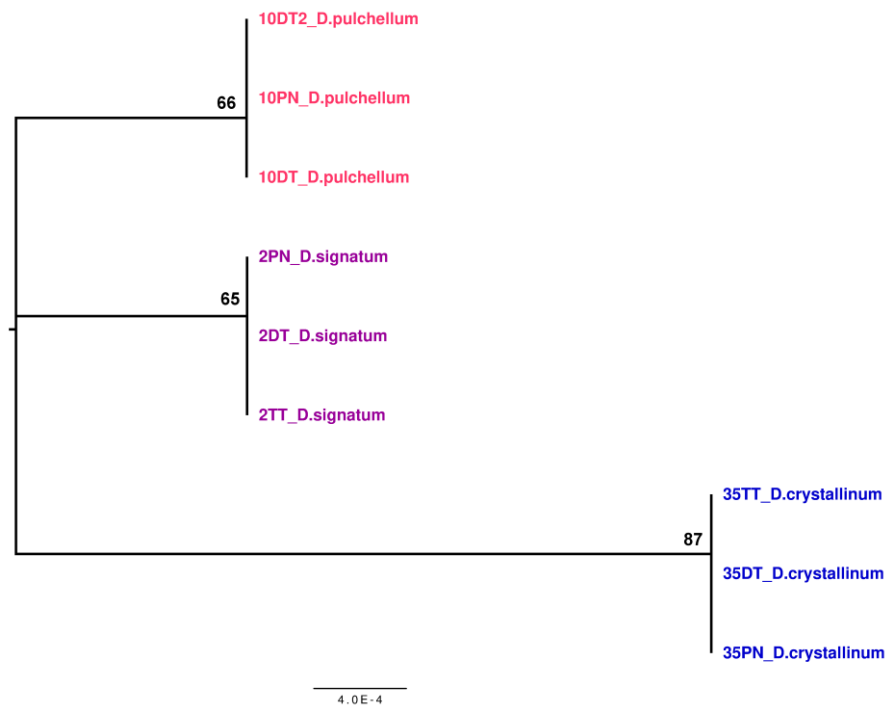 10DT2_D.pulchellum
66
10PN_D.pulchellum
10DT_D.pulchellum
2PN_D.signatum
65
2DT_D.signatum
2TT_D.signatum
35TT_D.crystallinum
87
35DT_D.crystallinum
35PN_D.crystallinum
4.0E-4